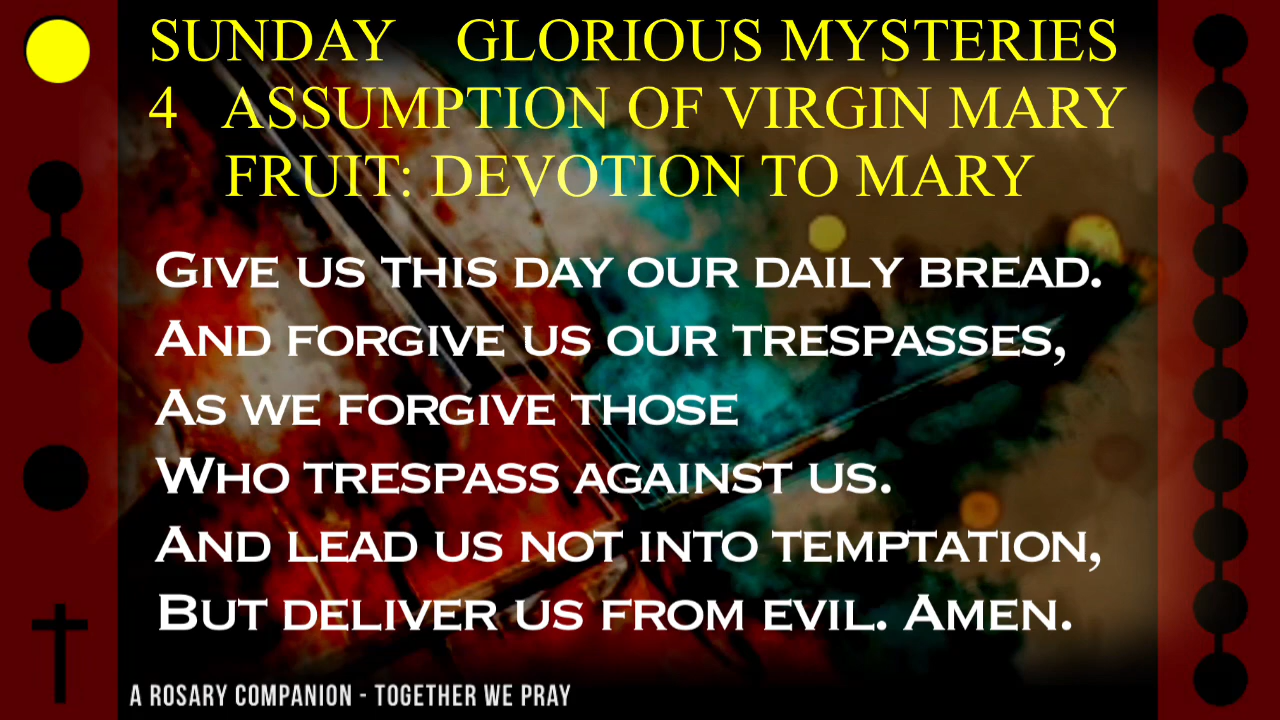 SUNDAY GLORIOUS MYSTERIES
4 ASSUMPTION OF VIRGIN MARY
FRUIT: DEVOTION TO MARY
GIVE US THIS DAY OUR DAILY BREAD.
AND FORGIVE US OUR TRESPASSES,
AS WE FORGIVE THOSE
WHO TRESPASS AGAINST US.
AND LEAD US NOT INTO TEMPTATION,
BUT DELIVER US FROM EVIL. AMEN.
A ROSARY COMPANION - TOGETHER WE PRAY